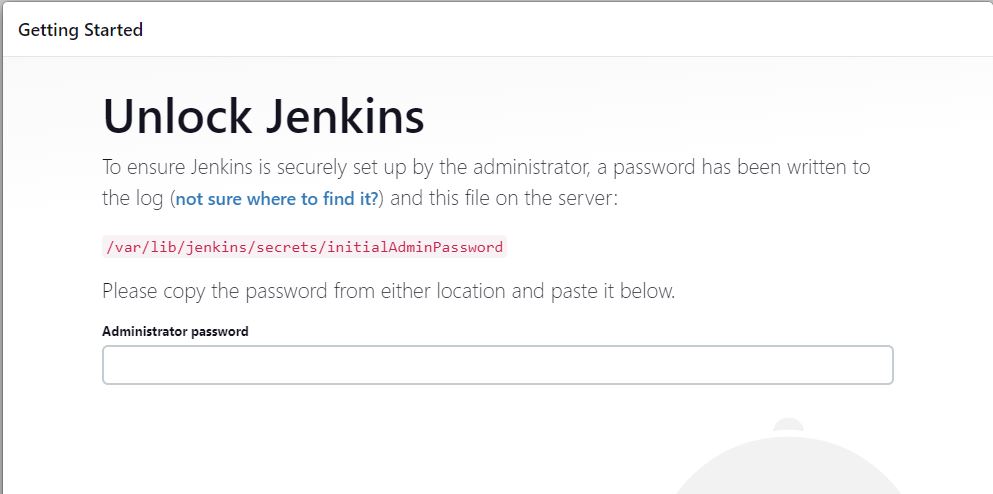 Getting Started
Unlock Jenkins
To ensure Jenkins is securely set up by the administrator, a password has been written to
the log (not sure where to find it?) and this file on the server:
/var/lib/jenkins/secrets/initialAdminPassword
Please copy the password from either location and paste it below.
Administrator password